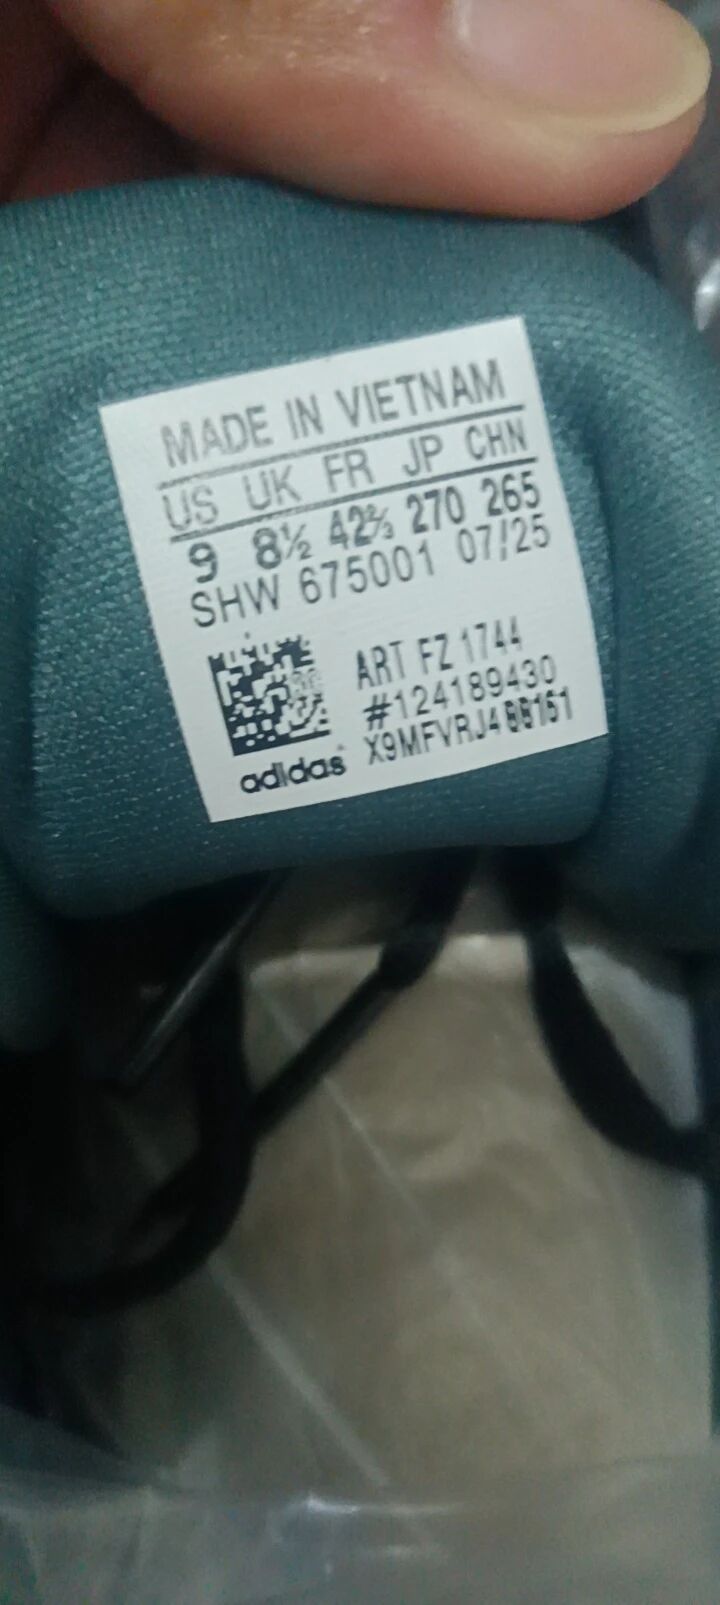 MADE IN VIETNAM
US UK FR JP CHN
9 8½ 42⅔ 270 265
SHW 675001 07/25
ART FZ 1744
#124189430
adidas